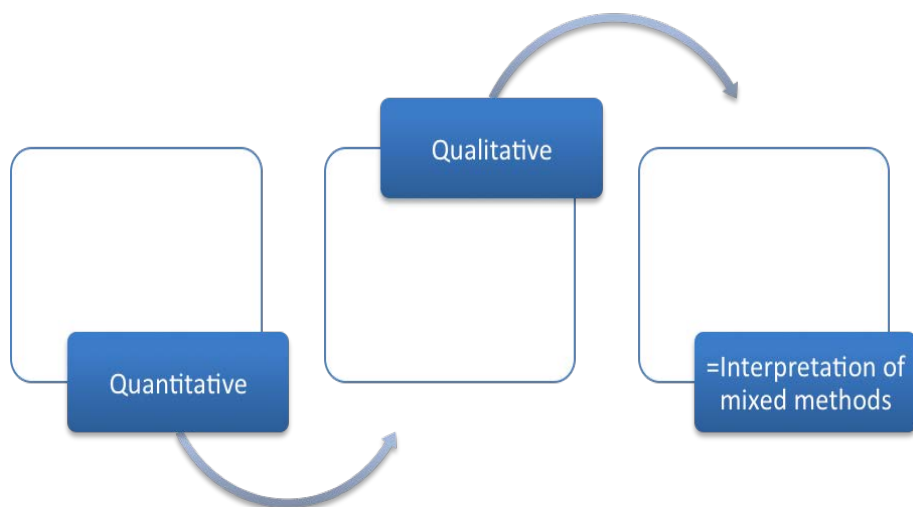 Quantitative
Qualitative
=Interpretation of
mixed methods